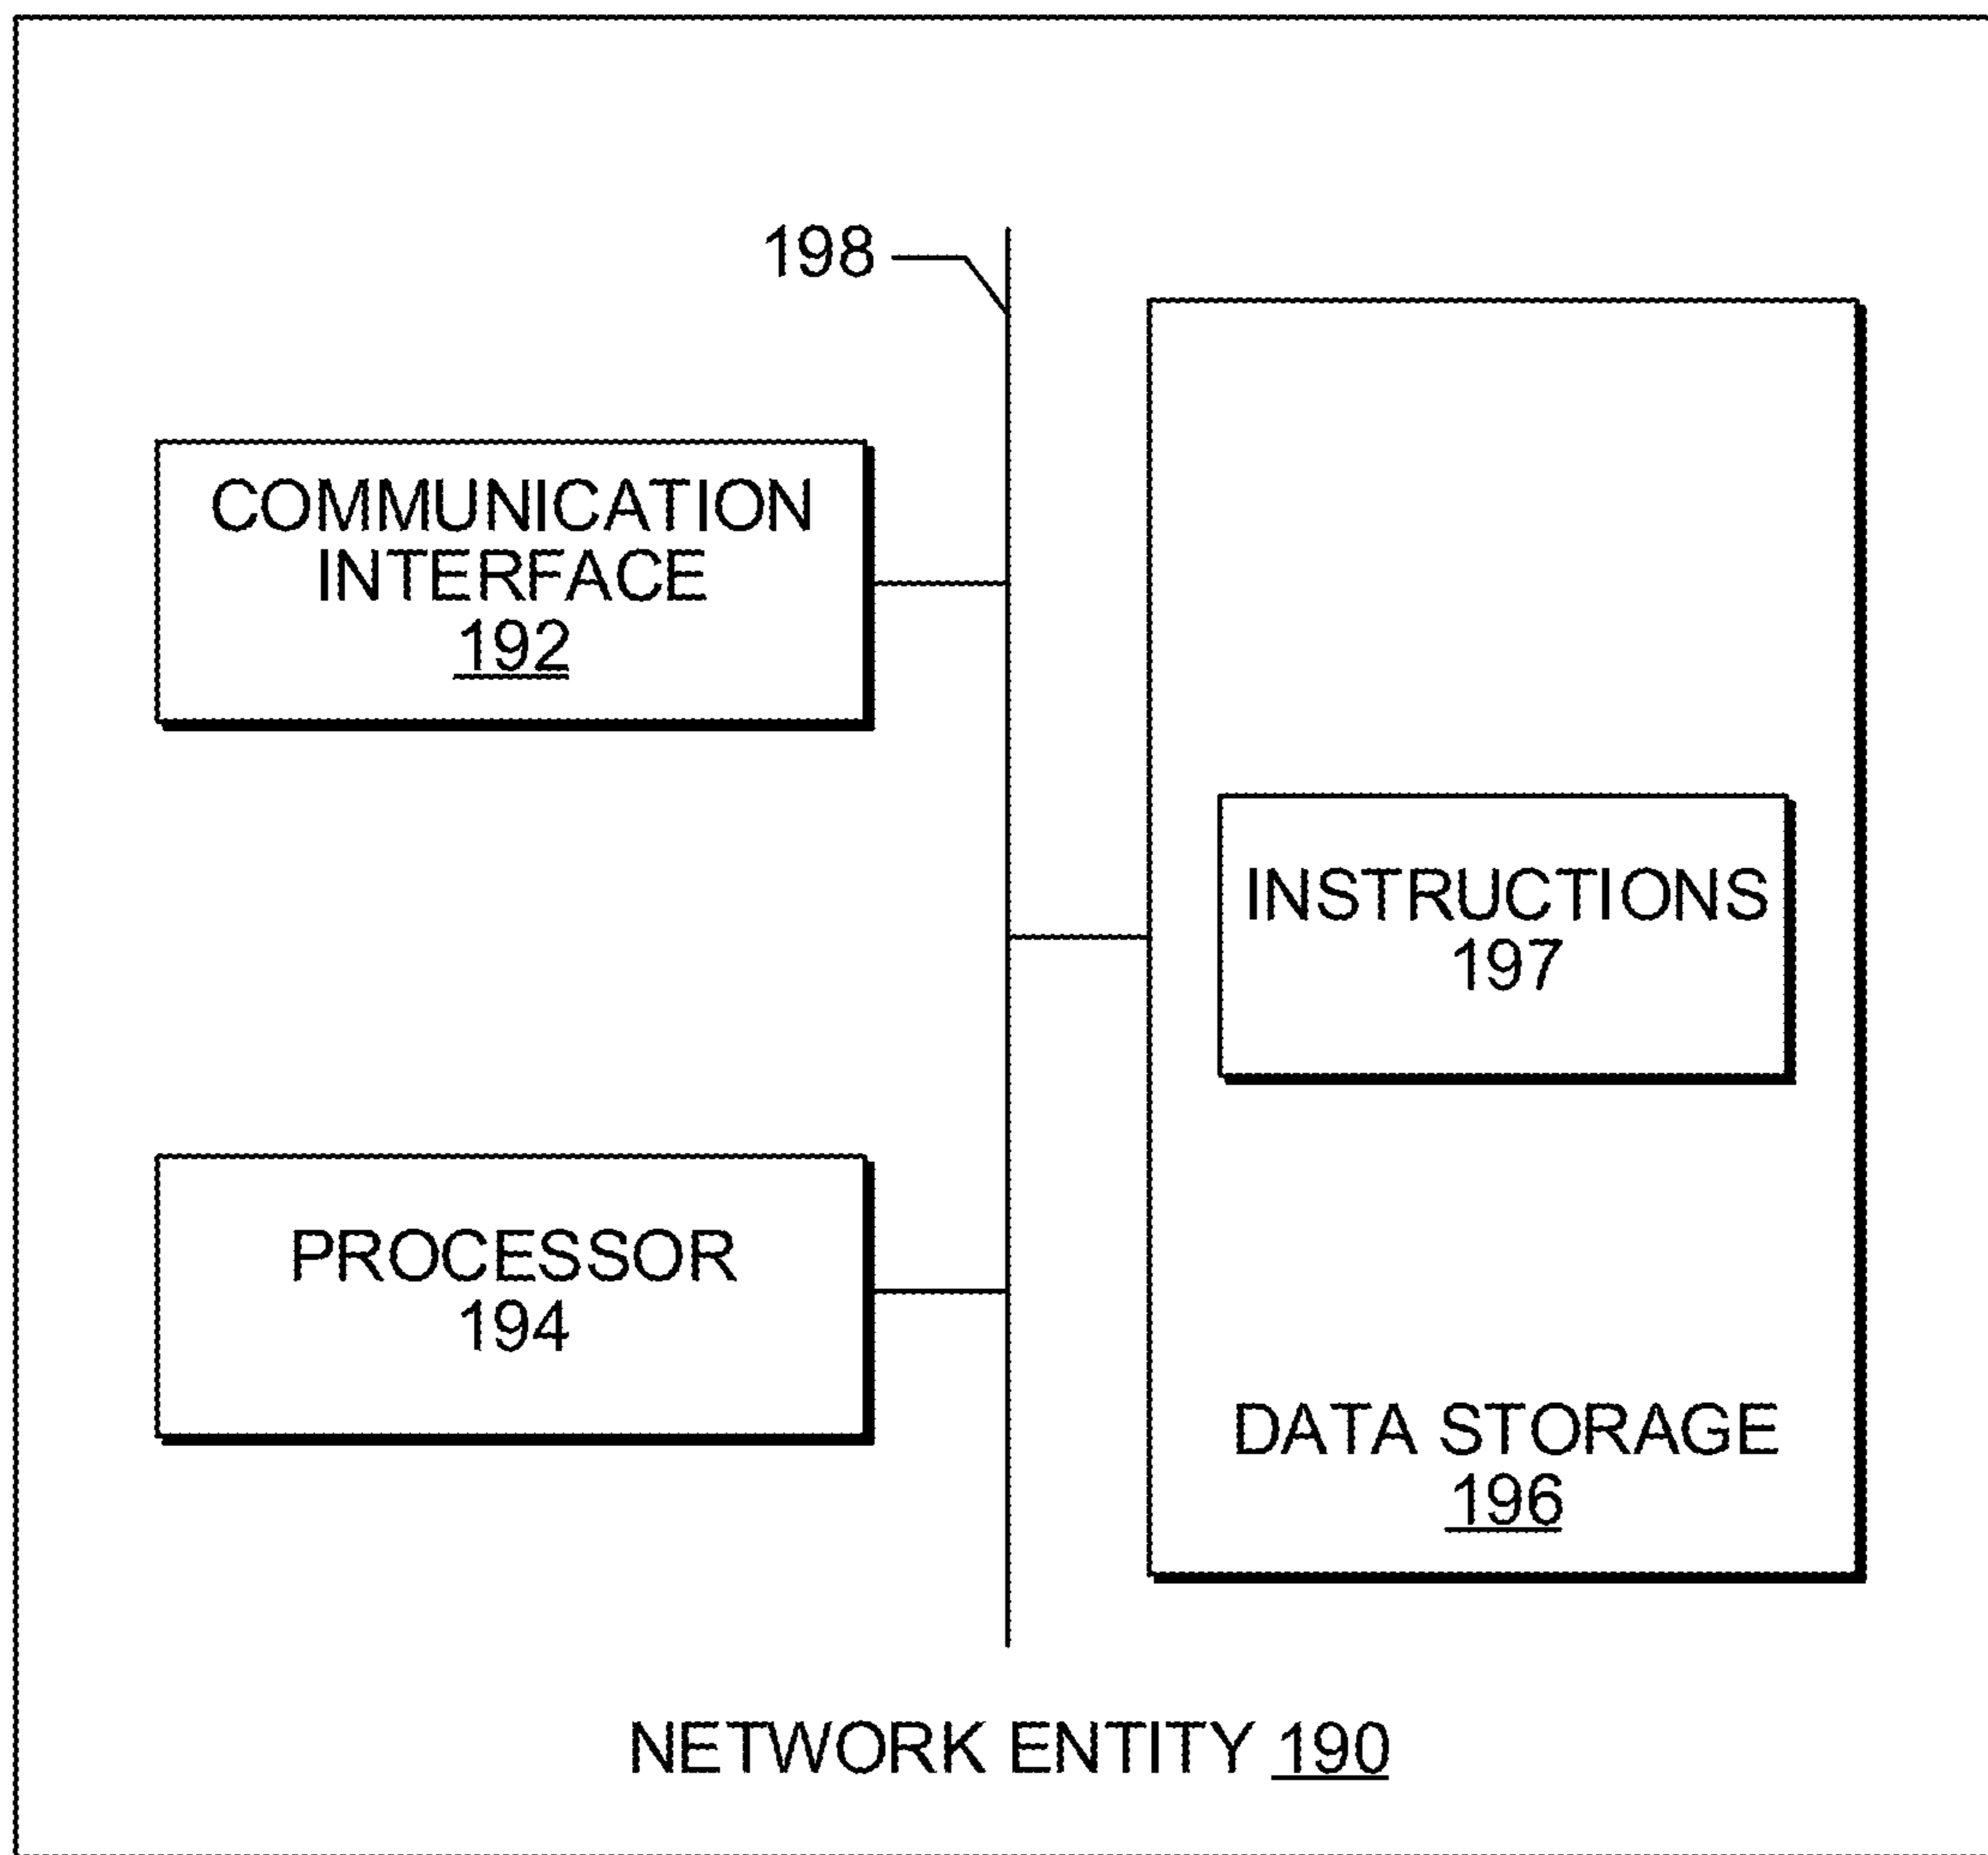 198
COMMUNICATION
INTERFACE
192
INSTRUCTIONS
197
PROCESSOR
194
DATA STORAGE
196
NETWORK ENTITY 190